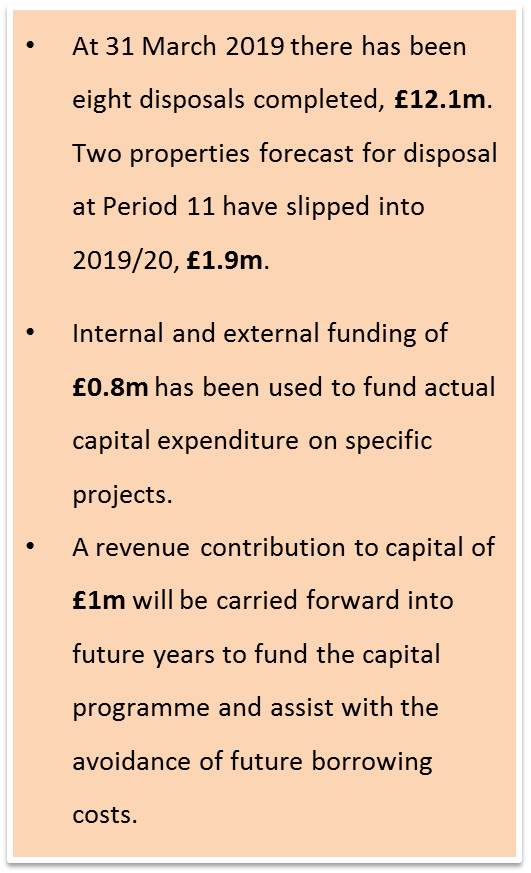 • At 31 March 2019 there has been
eight disposals completed, £12.1m.
Two properties forecast for disposal
at Period 11 have slipped into
2019/20, £1.9m.
• Internal and external funding of
£0.8m has been used to fund actual
capital expenditure on specific
projects.
• A revenue contribution to capital of
£1m will be carried forward into
future years to fund the capital
programme and assist with the
avoidance of future borrowing
costs.